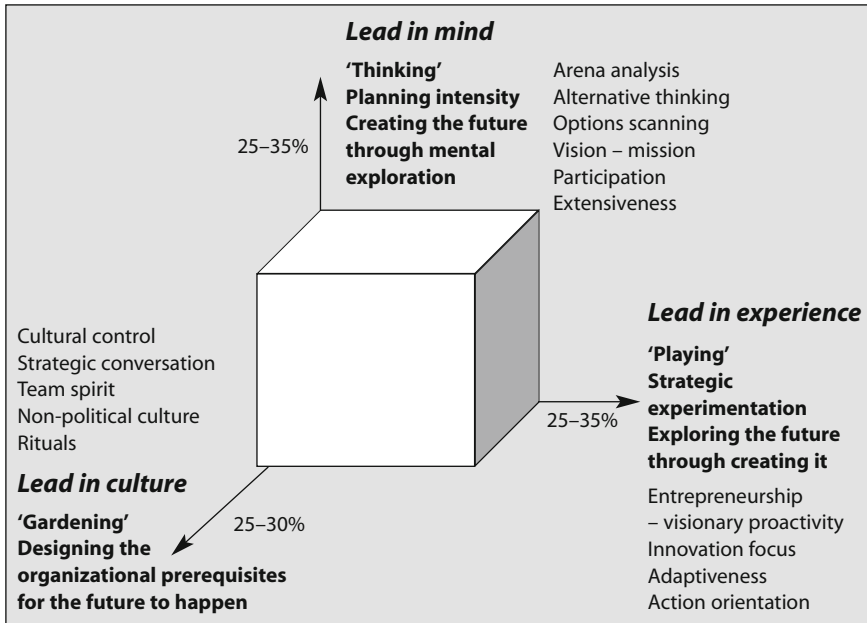 Lead in mind
‘Thinking’
Planning intensity
Creating the future
through mental
exploration
Arena analysis
Alternative thinking
Options scanning
Vision – mission
Participation
Extensiveness
25–35%
Lead in experience
‘Playing’
Strategic
experimentation
Exploring the future
through creating it
25–35%
Entrepreneurship
– visionary proactivity
Innovation focus
Adaptiveness
Action orientation
Cultural control
Strategic conversation
Team spirit
Non-political culture
Rituals
Lead in culture
‘Gardening’
Designing the
organizational prerequisites
for the future to happen
25–30%